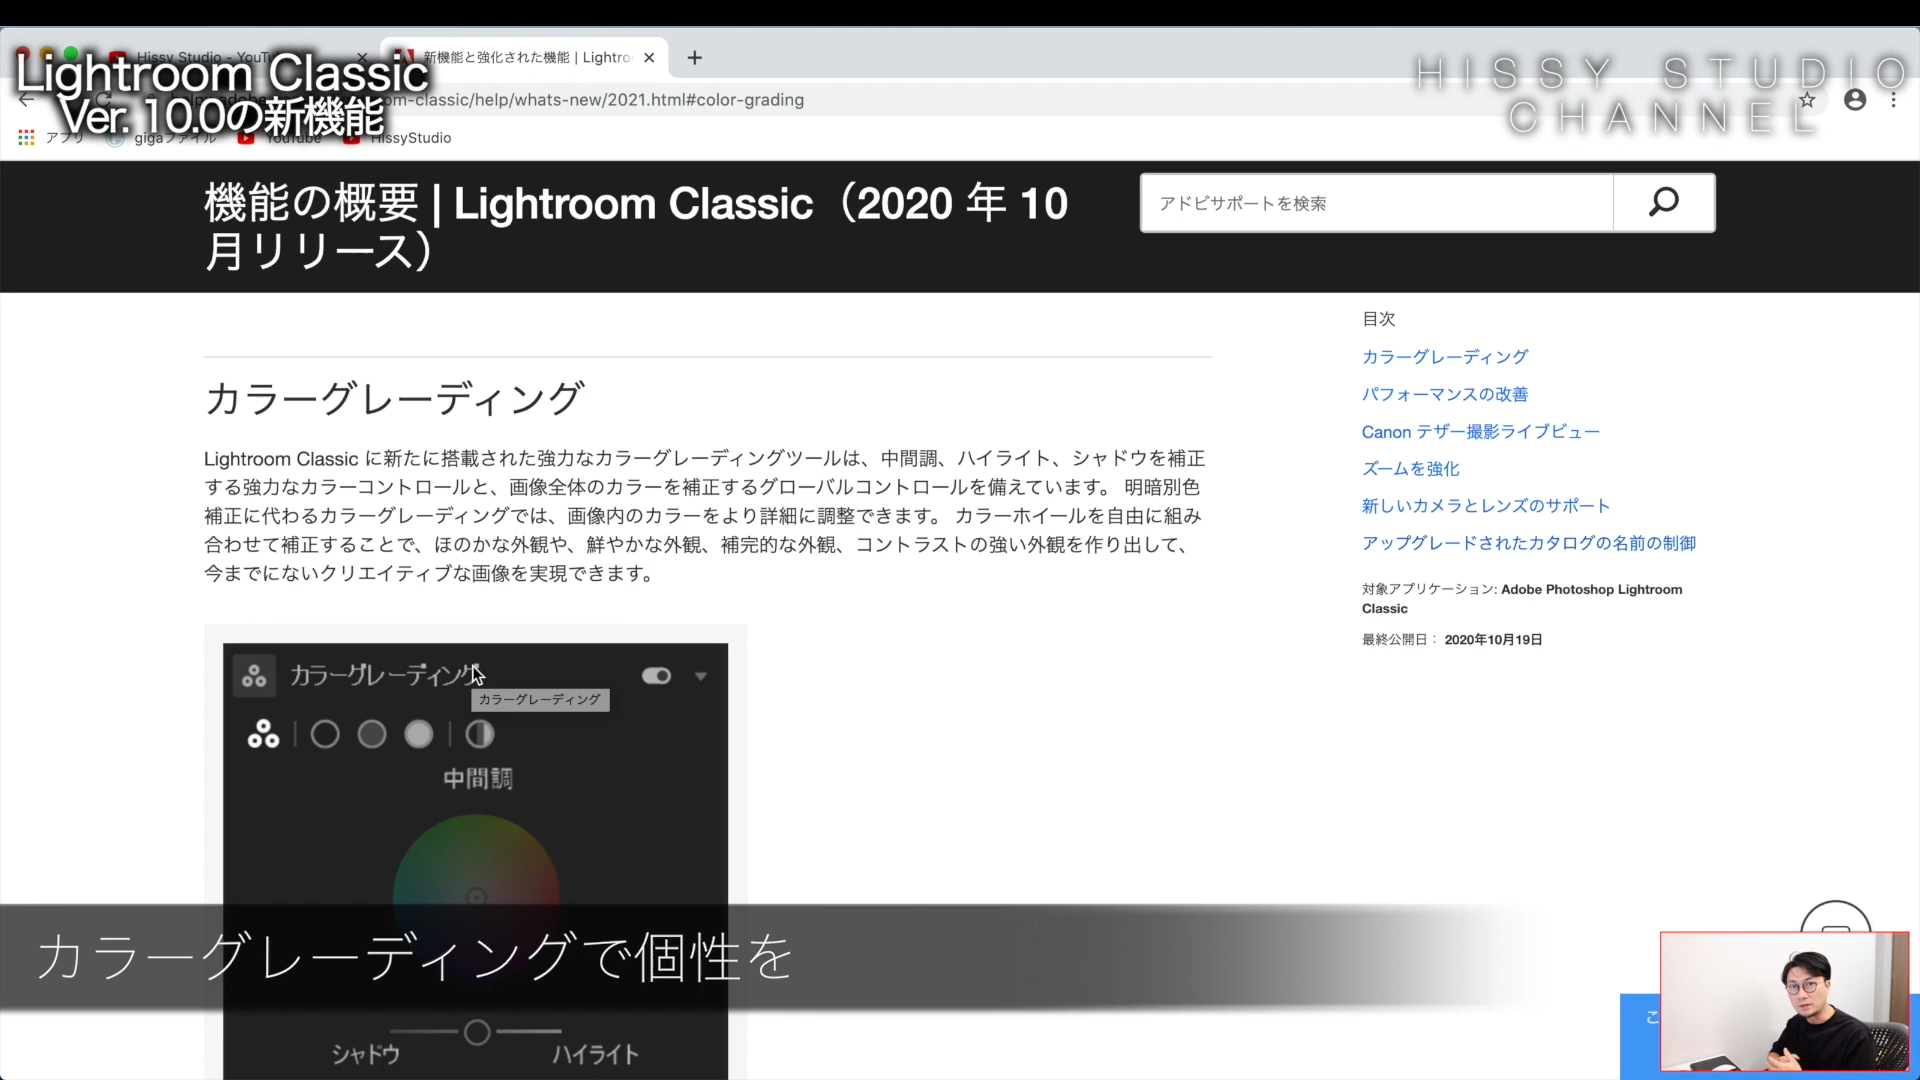 Lightroom Classic
Ver. 10.0の新機能
HISSY STUDIO
CHANNEL
Hissy Studio - YouTu
新機能と強化された機能 | Lightro
om-classic/help/whats-new/2021.html#color-grading
アプリ
gigaファイル
YouTube
HissyStudio
機能の概要 | Lightroom Classic（2020 年 10
月リリース）
アドビサポートを検索
カラーグレーディング
Lightroom Classic に新たに搭載された強力なカラーグレーディングツールは、中間調、ハイライト、シャドウを補正
する強力なカラーコントロールと、画像全体のカラーを補正するグローバルコントロールを備えています。 明暗別色
補正に代わるカラーグレーディングでは、画像内のカラーをより詳細に調整できます。 カラーホイールを自由に組み
合わせて補正することで、ほのかな外観や、鮮やかな外観、補完的な外観、コントラストの強い外観を作り出して、
今までにないクリエイティブな画像を実現できます。
目次
カラーグレーディング
パフォーマンスの改善
Canon テザー撮影ライブビュー
ズームを強化
新しいカメラとレンズのサポート
アップグレードされたカタログの名前の制御
対象アプリケーション: Adobe Photoshop Lightroom
Classic
最終公開日： 2020年10月19日
カラーグレーディング
カラーグレーディング
中間調
カラーグレーディングで個性を
シャドウ
ハイライト
こ